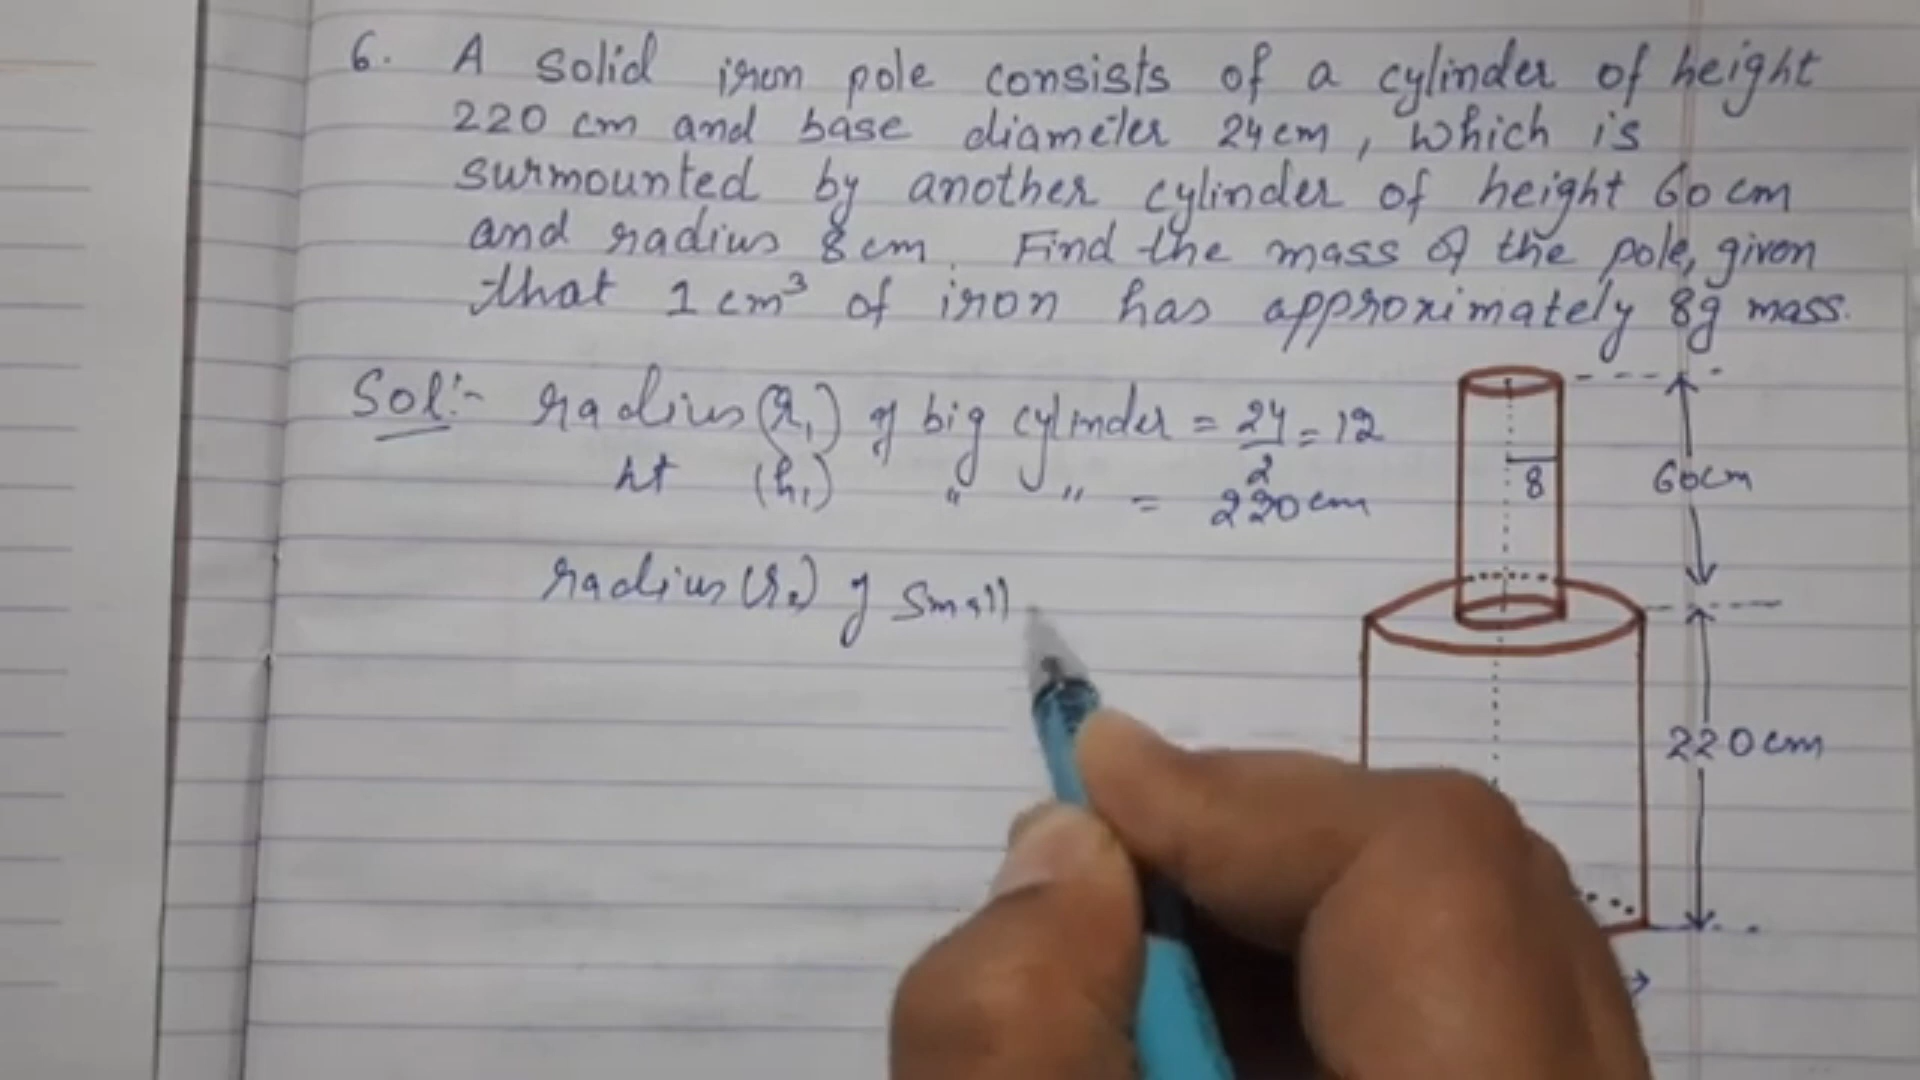 6. A solid iron pole consists of a cylinder of height
220 cm and base diameter 24cm, which is
surmounted by another cylinder of height 60 cm
and radius 8 cm. Find the mass of the pole, given
that 1 cm³ of iron has approximately 8g mass.
Sol:- radius (r₁) of big cylinder = 24/2 = 12
ht (h₁) " " = 220 cm
radius (r₂) of small
8
60cm
220 cm